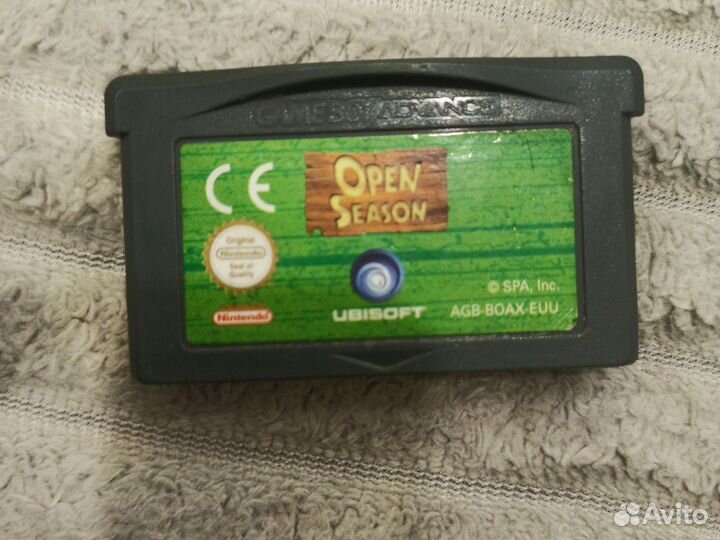 GAME BOY ADVANCE
CE
OPEN
SEASON
Original
Nintendo
Seal of
Quality
Nintendo
UBISOFT
© SPA, Inc.
AGB-BOAX-EUU
Avito